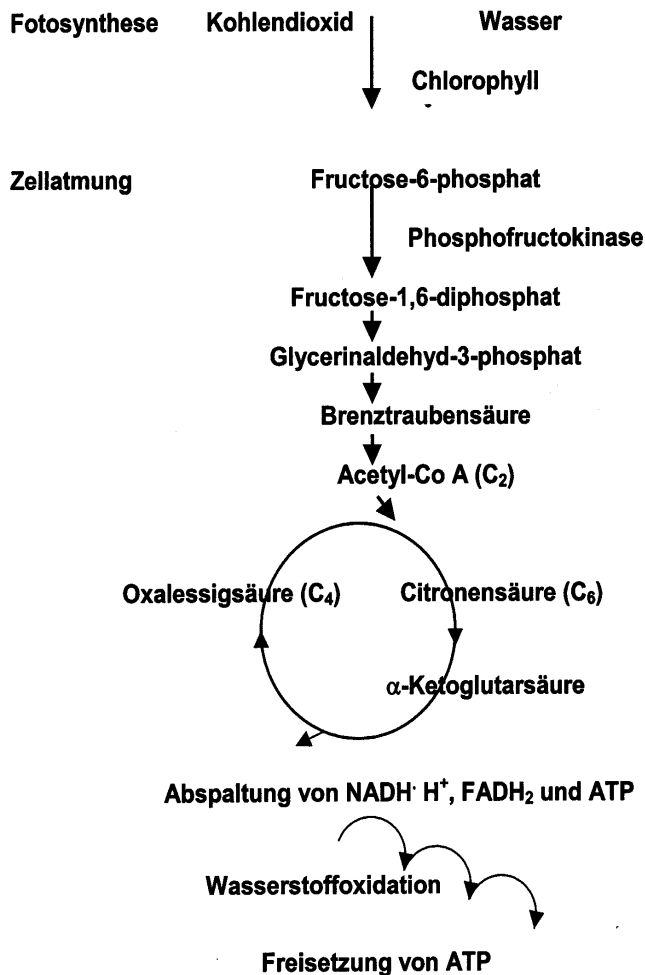 Fotosynthese Kohlendioxid Wasser
Chlorophyll
Zellatmung Fructose-6-phosphat
Phosphofructokinase
Fructose-1,6-diphosphat
Glycerinaldehyd-3-phosphat
Brenztraubensäure
Acetyl-Co A (C₂)
Oxalessigsäure (C₄) Citronensäure (C₆)
α-Ketoglutarsäure
Abspaltung von NADH· H⁺, FADH₂ und ATP
Wasserstoffoxidation
Freisetzung von ATP